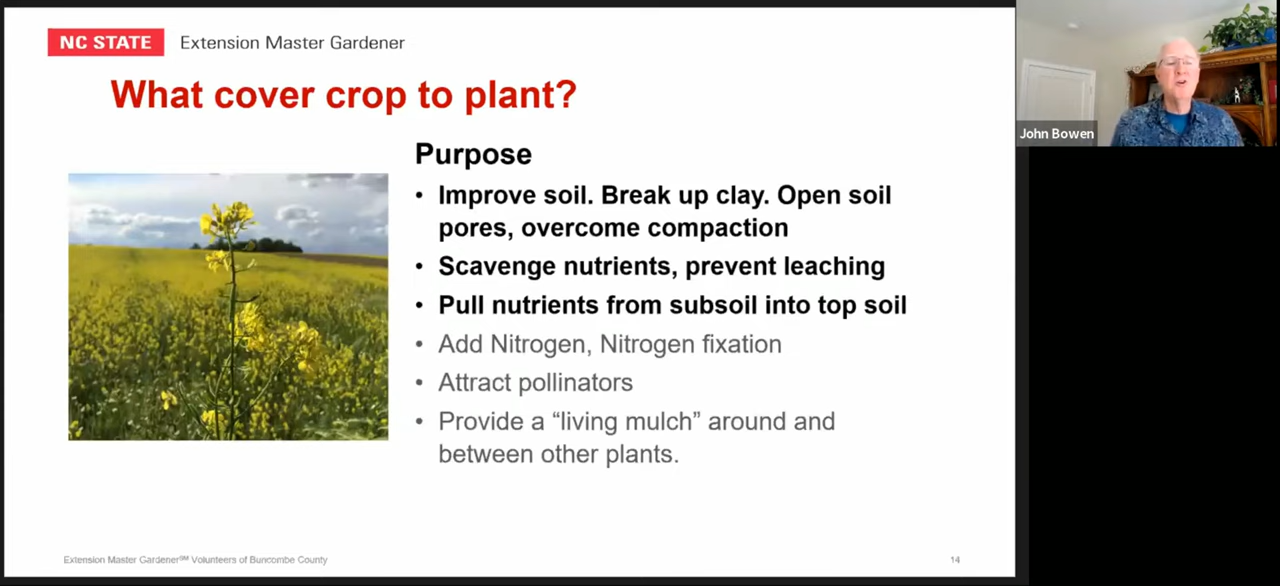 NC STATE Extension Master Gardener
What cover crop to plant?
Purpose
• Improve soil. Break up clay. Open soil
pores, overcome compaction
• Scavenge nutrients, prevent leaching
• Pull nutrients from subsoil into top soil
• Add Nitrogen, Nitrogen fixation
• Attract pollinators
• Provide a “living mulch” around and
between other plants.
Extension Master Gardener℠ Volunteers of Buncombe County
14
John Bowen